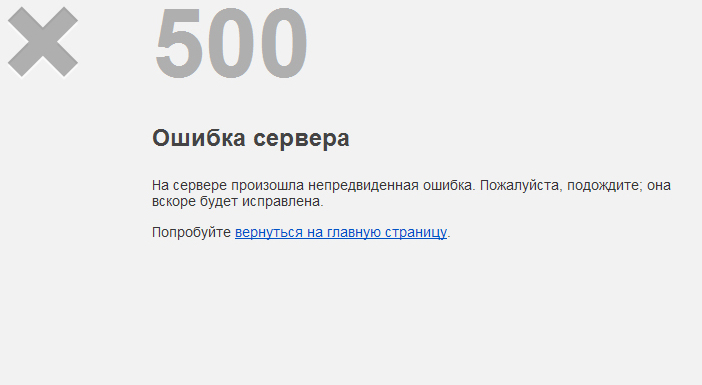 500
Ошибка сервера
На сервере произошла непредвиденная ошибка. Пожалуйста, подождите; она
вскоре будет исправлена.
Попробуйте вернуться на главную страницу.